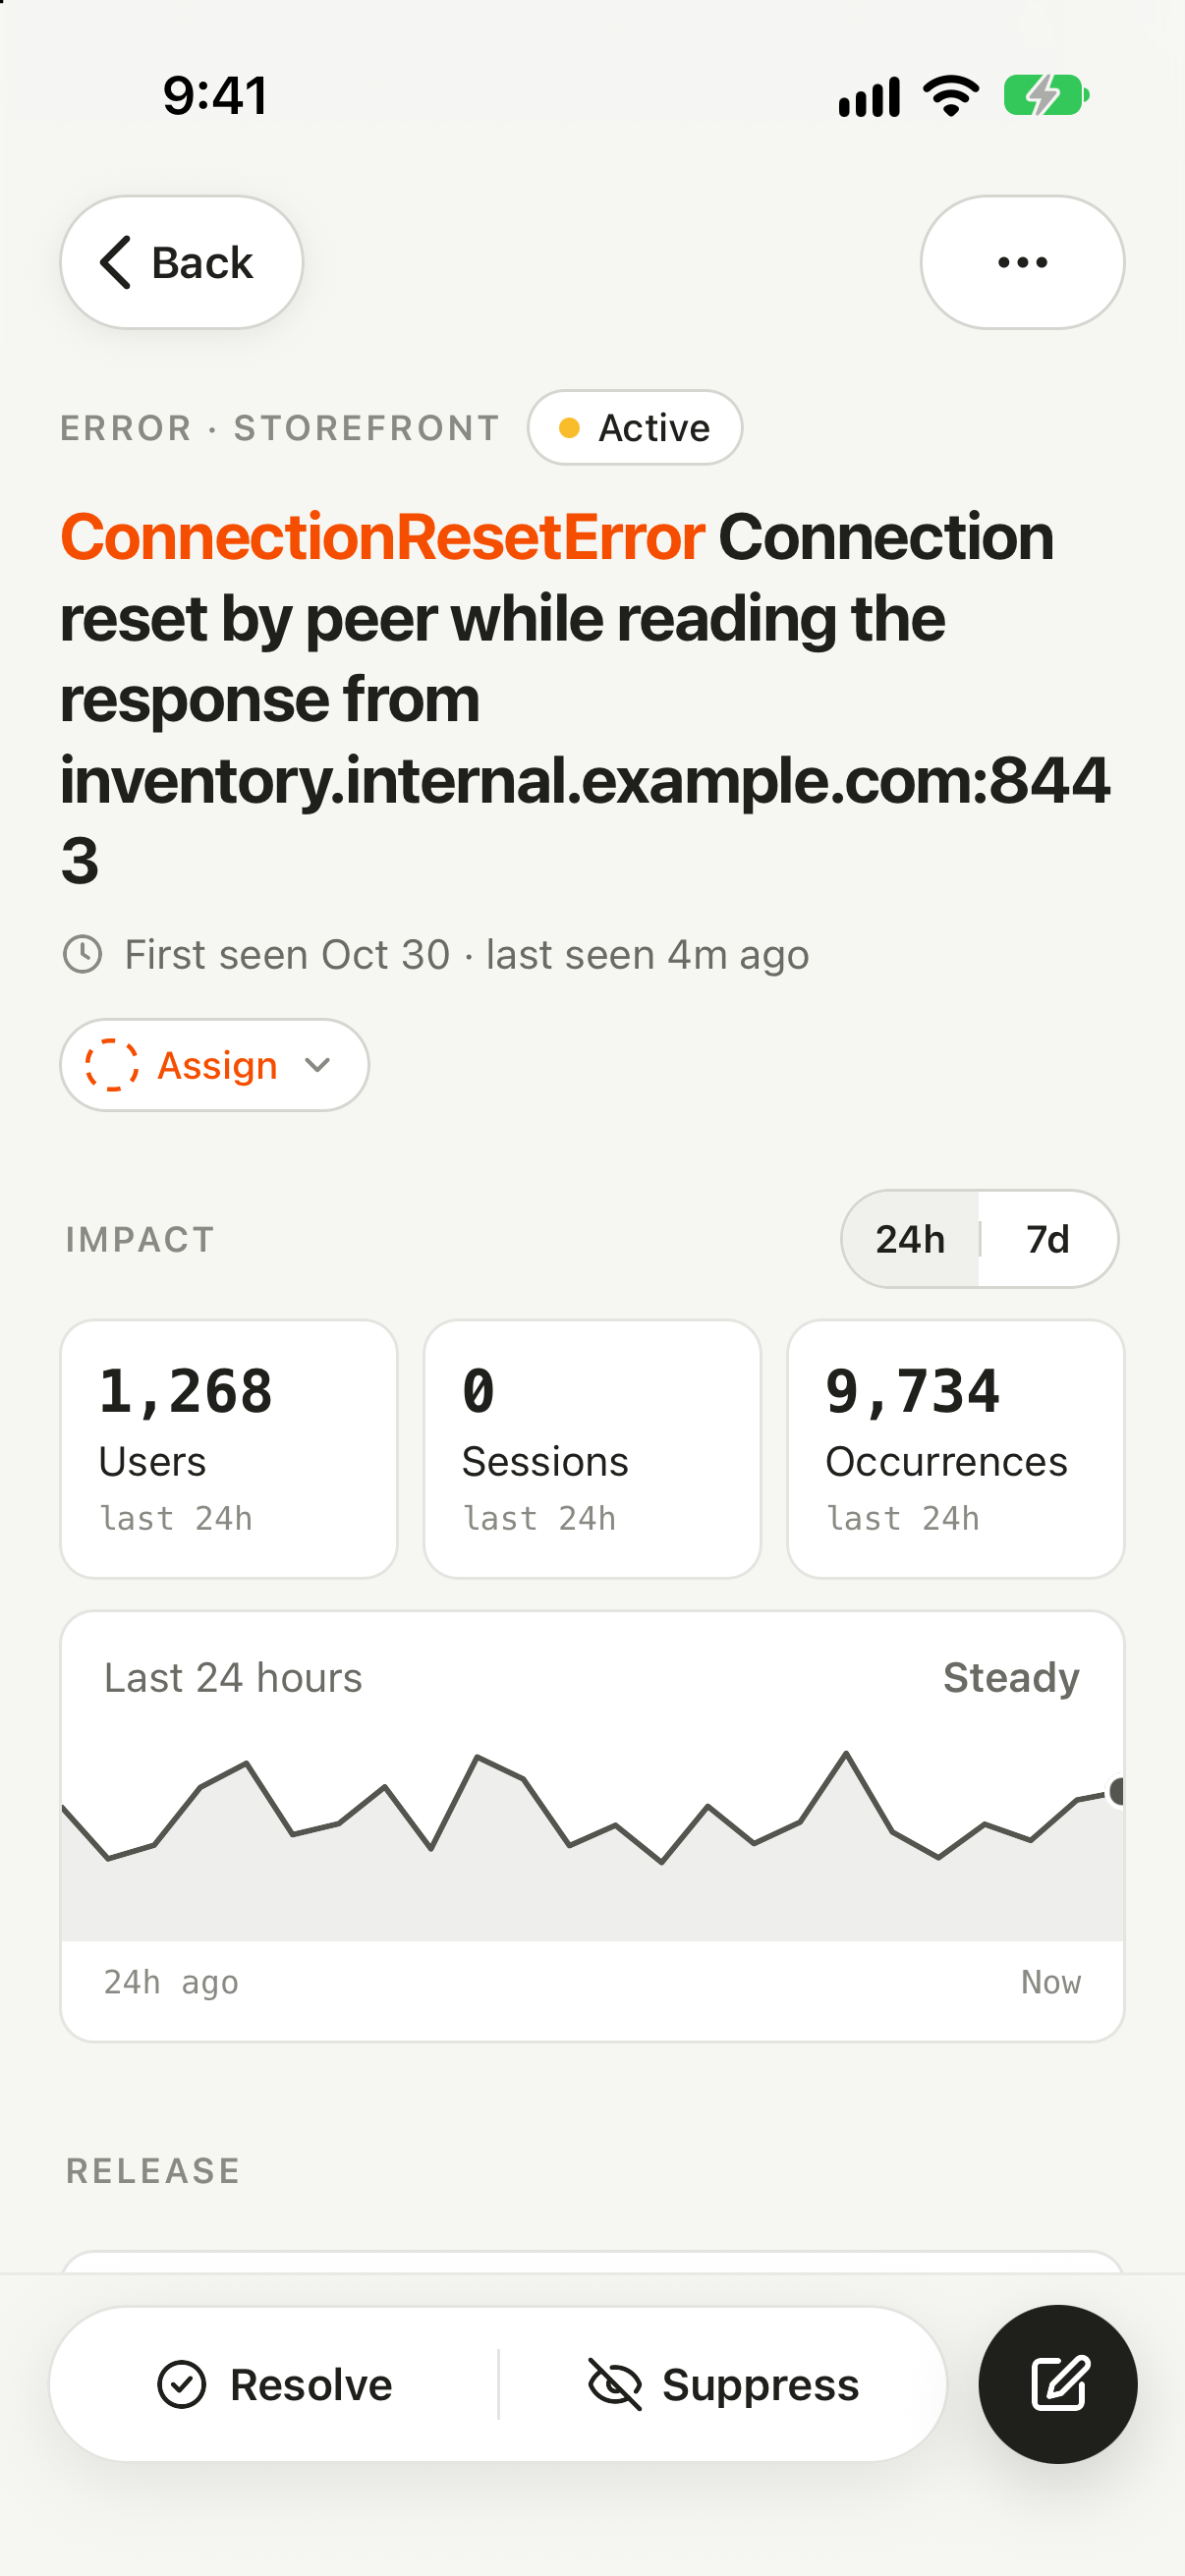 9:41
Back
ERROR · STOREFRONT
Active
ConnectionResetError Connection
reset by peer while reading the
response from
inventory.internal.example.com:844
3
First seen Oct 30 · last seen 4m ago
Assign
IMPACT
24h
7d
1,268
Users
last 24h
0
Sessions
last 24h
9,734
Occurrences
last 24h
Last 24 hours
Steady
24h ago
Now
RELEASE
Resolve
Suppress